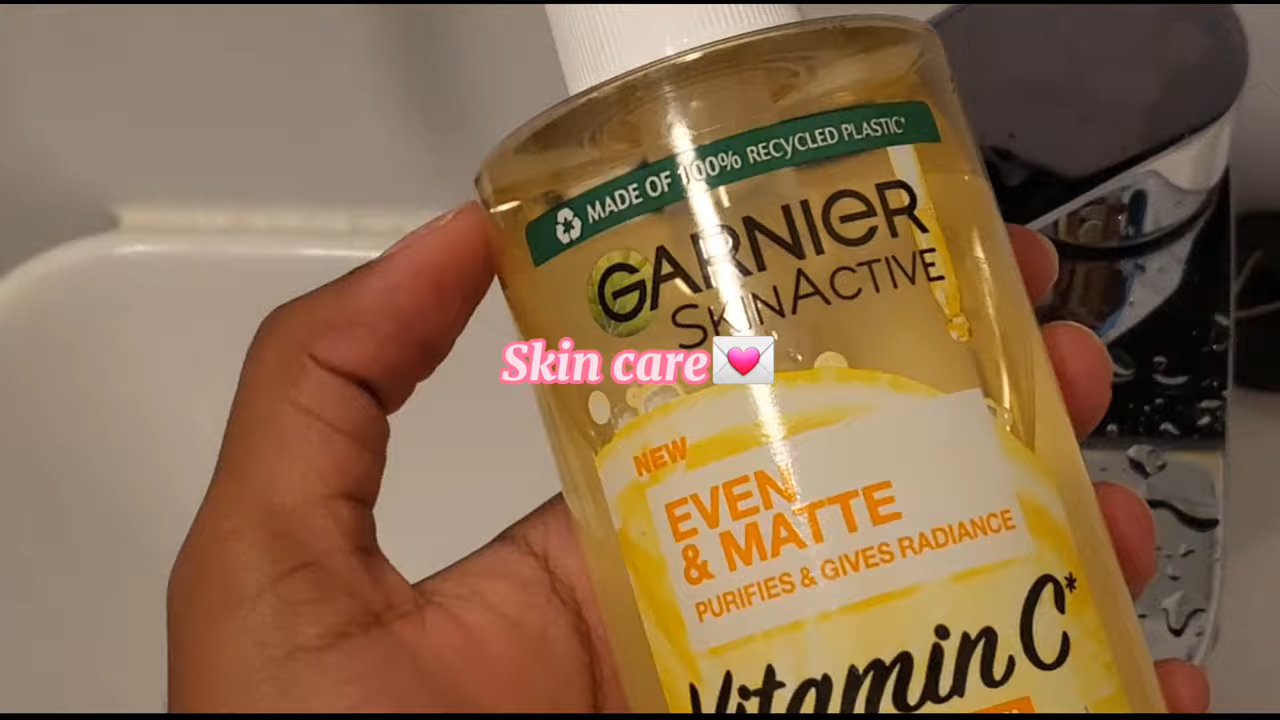 MADE OF 100% RECYCLED PLASTIC*
GARNIER
SKINACTIVE
Skin care
NEW
EVEN
& MATTE
PURIFIES & GIVES RADIANCE
Vitamin C*